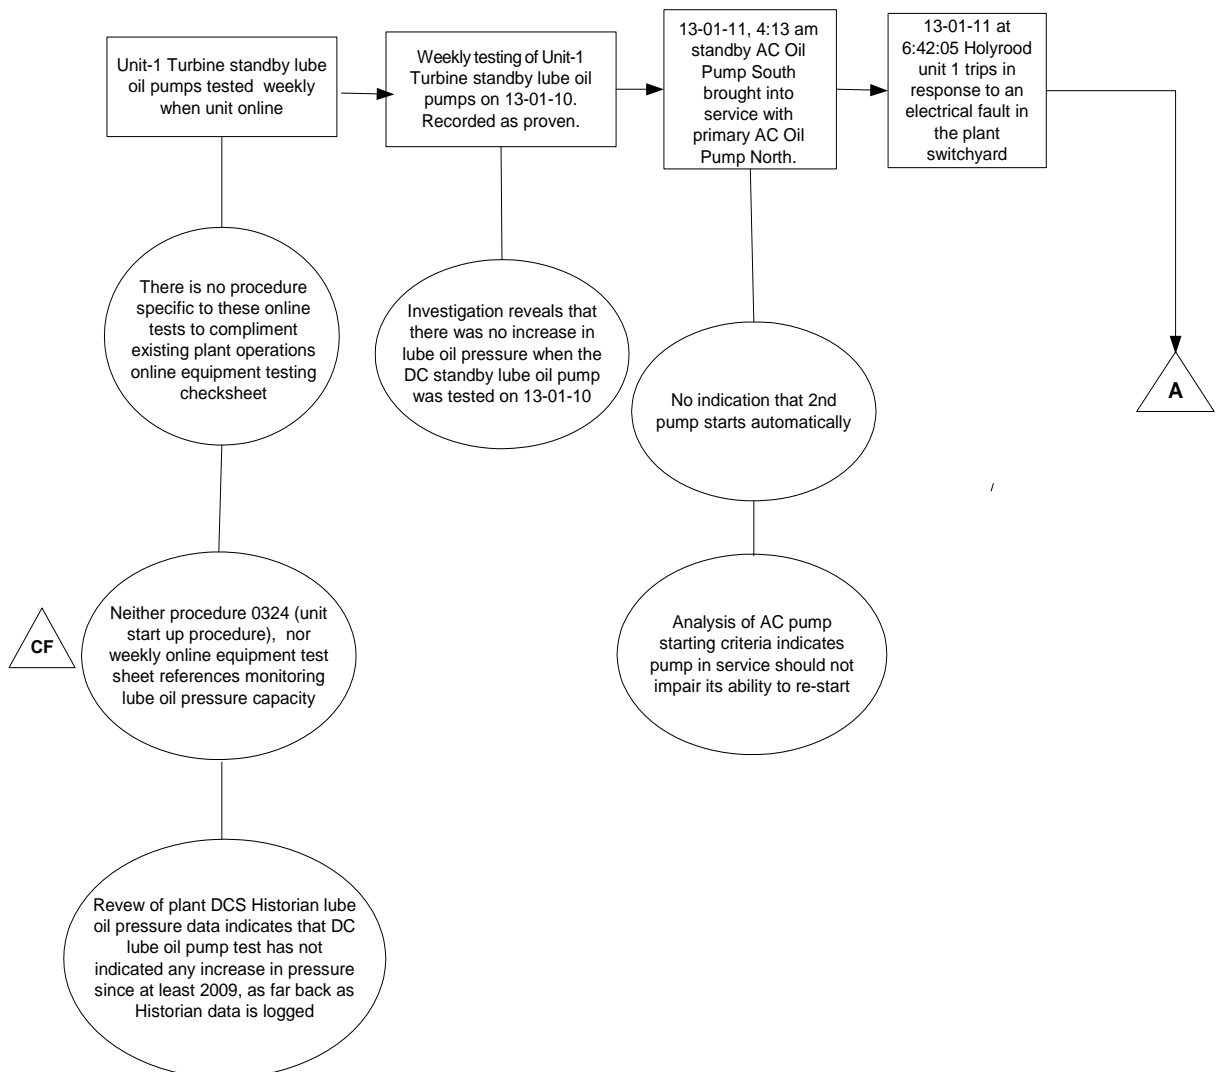 Unit-1 Turbine standby lube
oil pumps tested weekly
when unit online
Weekly testing of Unit-1
Turbine standby lube oil
pumps on 13-01-10.
Recorded as proven.
13-01-11, 4:13 am
standby AC Oil
Pump South
brought into
service with
primary AC Oil
Pump North.
13-01-11 at
6:42:05 Holyrood
unit 1 trips in
response to an
electrical fault in
the plant
switchyard
There is no procedure
specific to these online
tests to compliment
existing plant operations
online equipment testing
checksheet
Investigation reveals that
there was no increase in
lube oil pressure when the
DC standby lube oil pump
was tested on 13-01-10
No indication that 2nd
pump starts automatically
A
/
CF
Neither procedure 0324 (unit
start up procedure), nor
weekly online equipment test
sheet references monitoring
lube oil pressure capacity
Analysis of AC pump
starting criteria indicates
pump in service should not
impair its ability to re-start
Revew of plant DCS Historian lube
oil pressure data indicates that DC
lube oil pump test has not
indicated any increase in pressure
since at least 2009, as far back as
Historian data is logged